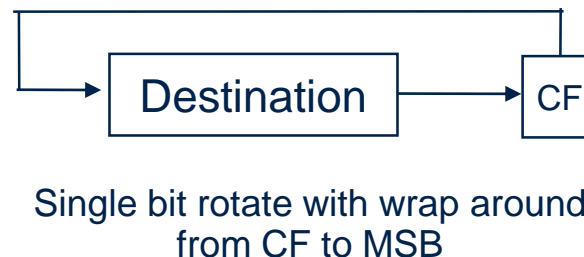 Destination
CF
Single bit rotate with wrap around
from CF to MSB